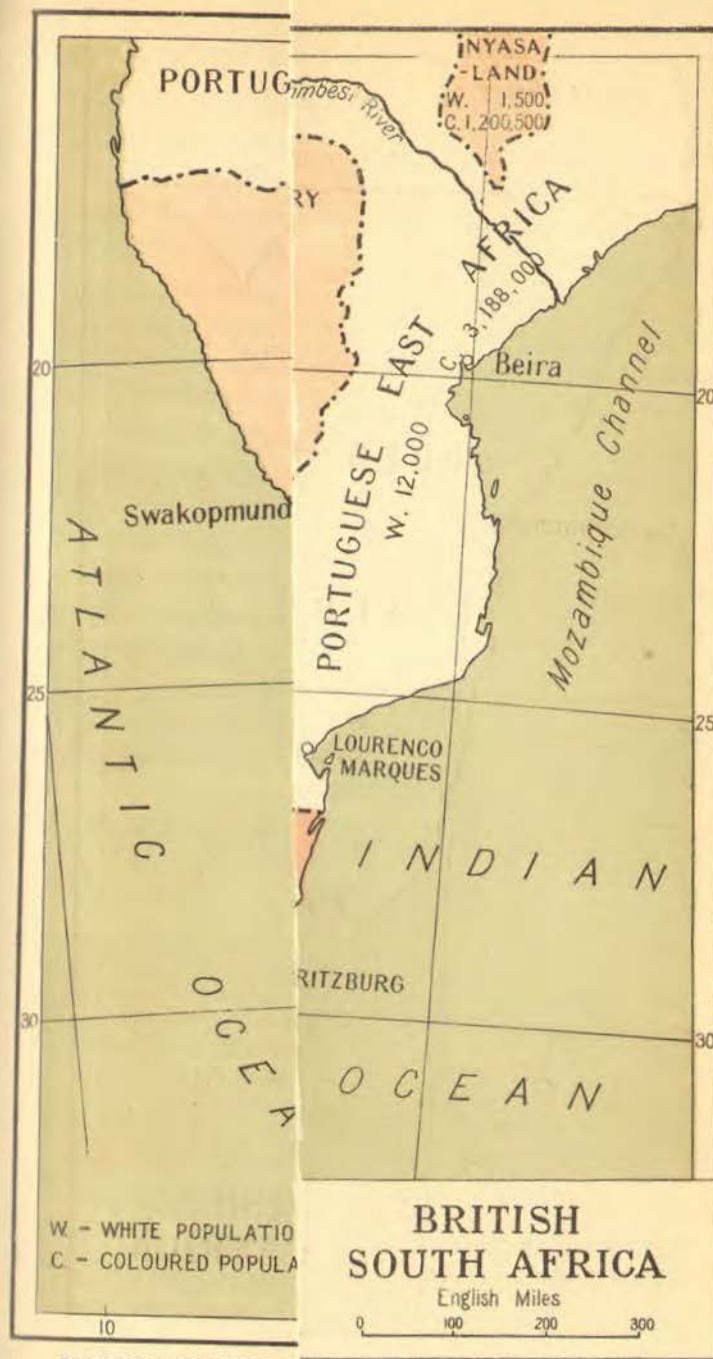 PORTUG
mbesi River
NYASA
-LAND-
W. 1,500
C. 1,200,500
RY
PORTUGUESE EAST AFRICA
W. 12.000
C. 3,188,000
Beira
Mozambique Channel
20
20
Swakopmund
ATLANTIC
OCEA
25
25
LOURENCO
MARQUES
INDIAN
OCEAN
RITZBURG
30
30
W. - WHITE POPULATIO
C. - COLOURED POPULA
10
BRITISH
SOUTH AFRICA
English Miles
0 100 200 300